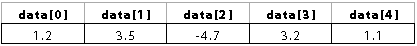 data[0] data[1] data[2] data[3] data[4]
1.2 3.5 -4.7 3.2 1.1